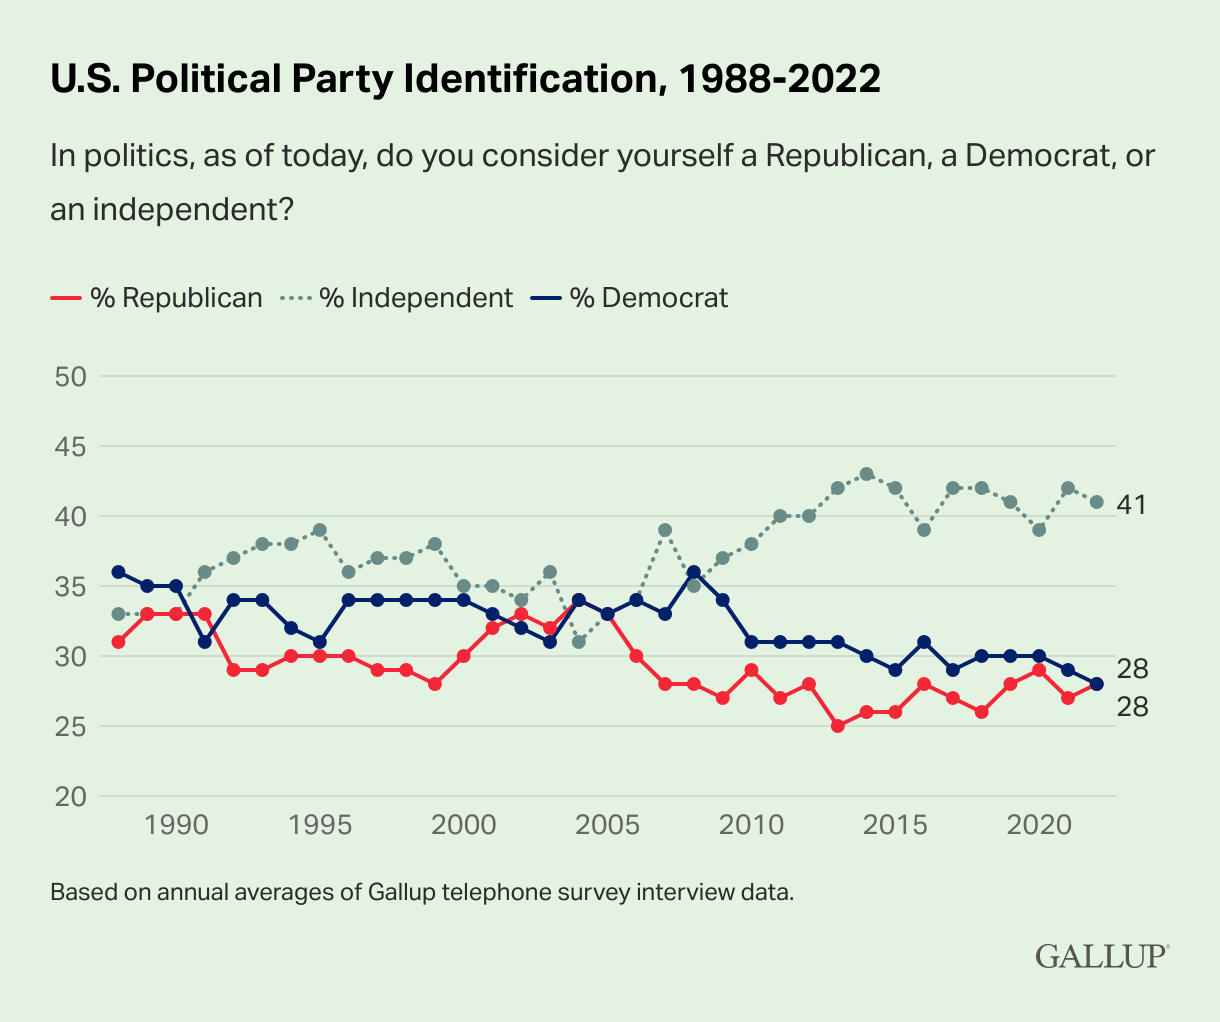 U.S. Political Party Identification, 1988-2022
In politics, as of today, do you consider yourself a Republican, a Democrat, or
an independent?
% Republican % Independent % Democrat
50
45
40
35
30
25
20
41
28
28
1990 1995 2000 2005 2010 2015 2020
Based on annual averages of Gallup telephone survey interview data.
GALLUP®